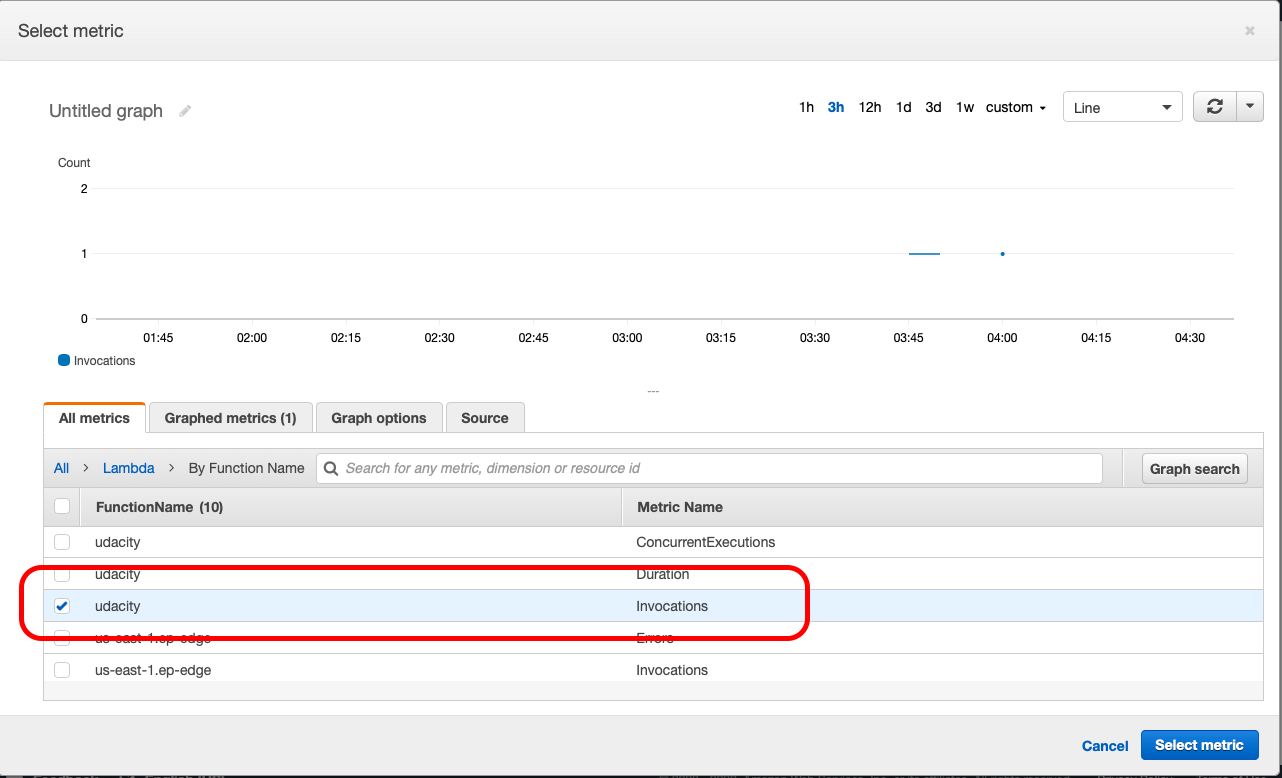 Select metric ×
Untitled graph
1h 3h 12h 1d 3d 1w custom Line
Count
2
1
0
01:45 02:00 02:15 02:30 02:45 03:00 03:15 03:30 03:45 04:00 04:15 04:30
Invocations
---
All metrics Graphed metrics (1) Graph options Source
All > Lambda > By Function Name Search for any metric, dimension or resource id Graph search
FunctionName (10) Metric Name
udacity ConcurrentExecutions
udacity Duration
udacity Invocations
us-east-1.ep-edge Errors
us-east-1.ep-edge Invocations
Cancel Select metric